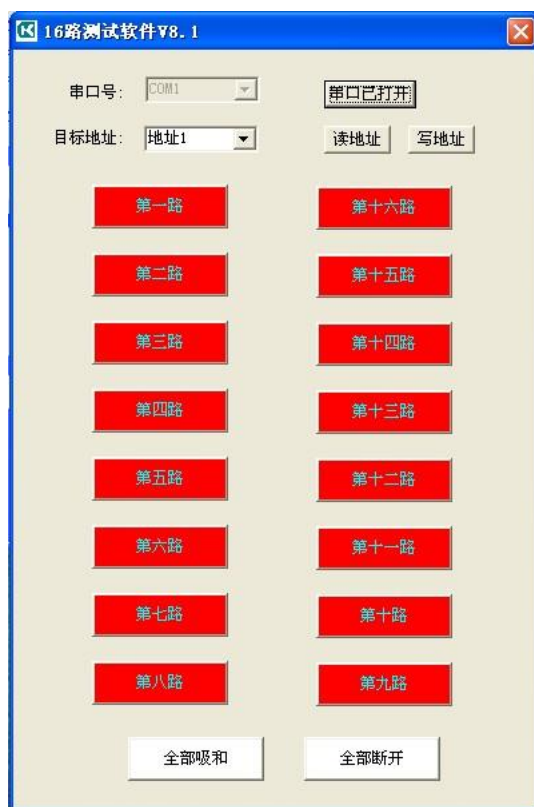 16路测试软件V8.1
串口号: COM1 串口已打开
目标地址: 地址1 读地址 写地址
第一路 第十六路
第二路 第十五路
第三路 第十四路
第四路 第十三路
第五路 第十二路
第六路 第十一路
第七路 第十路
第八路 第九路
全部吸和 全部断开